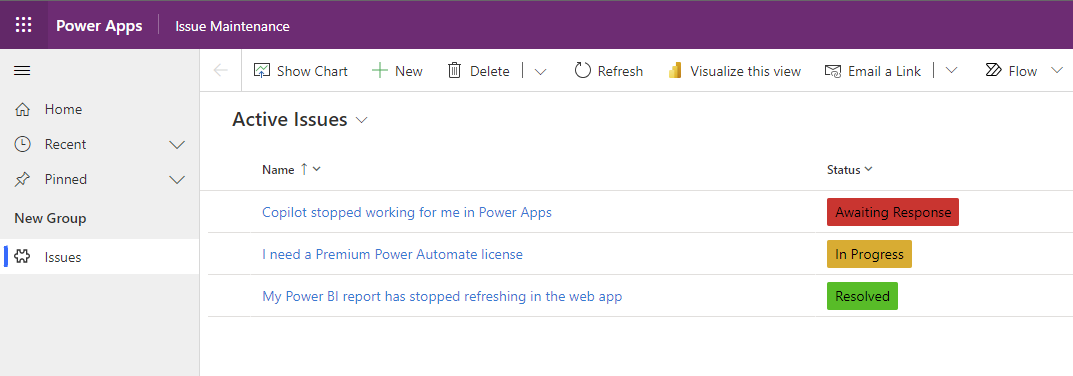 Power Apps Issue Maintenance
Show Chart New Delete Refresh Visualize this view Email a Link Flow
Home
Recent
Pinned
New Group
Issues
Active Issues
Name Status
Copilot stopped working for me in Power Apps Awaiting Response
I need a Premium Power Automate license In Progress
My Power BI report has stopped refreshing in the web app Resolved